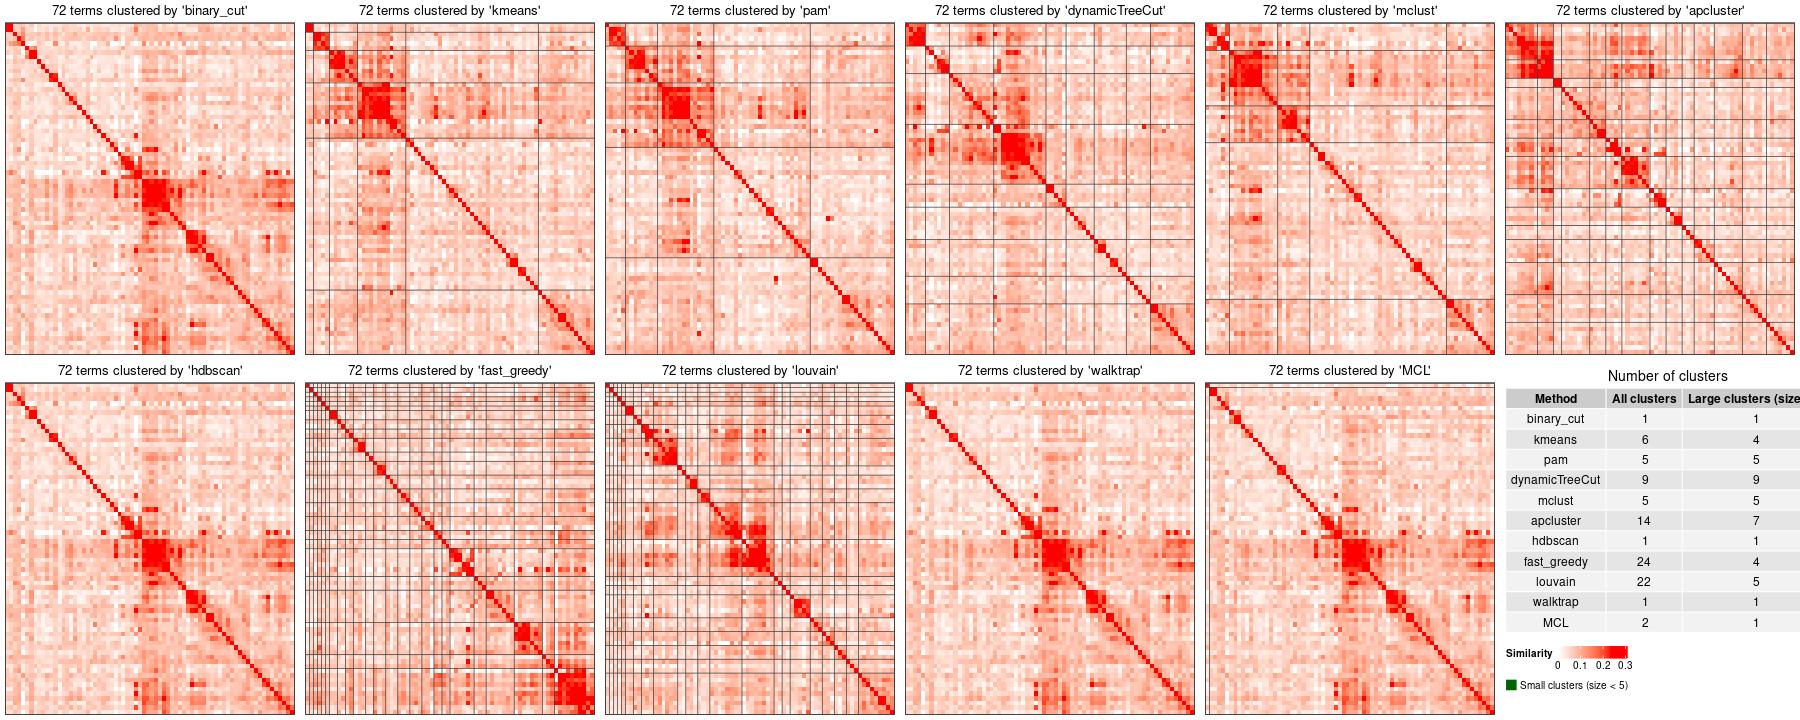 72 terms clustered by 'binary_cut'
72 terms clustered by 'kmeans'
72 terms clustered by 'pam'
72 terms clustered by 'dynamicTreeCut'
72 terms clustered by 'mclust'
72 terms clustered by 'apcluster'
72 terms clustered by 'hdbscan'
72 terms clustered by 'fast_greedy'
72 terms clustered by 'louvain'
72 terms clustered by 'walktrap'
72 terms clustered by 'MCL'
Number of clusters
Method All clusters Large clusters (size
binary_cut 1 1
kmeans 6 4
pam 5 5
dynamicTreeCut 9 9
mclust 5 5
apcluster 14 7
hdbscan 1 1
fast_greedy 24 4
louvain 22 5
walktrap 1 1
MCL 2 1
Similarity
0 0.1 0.2 0.3
Small clusters (size < 5)